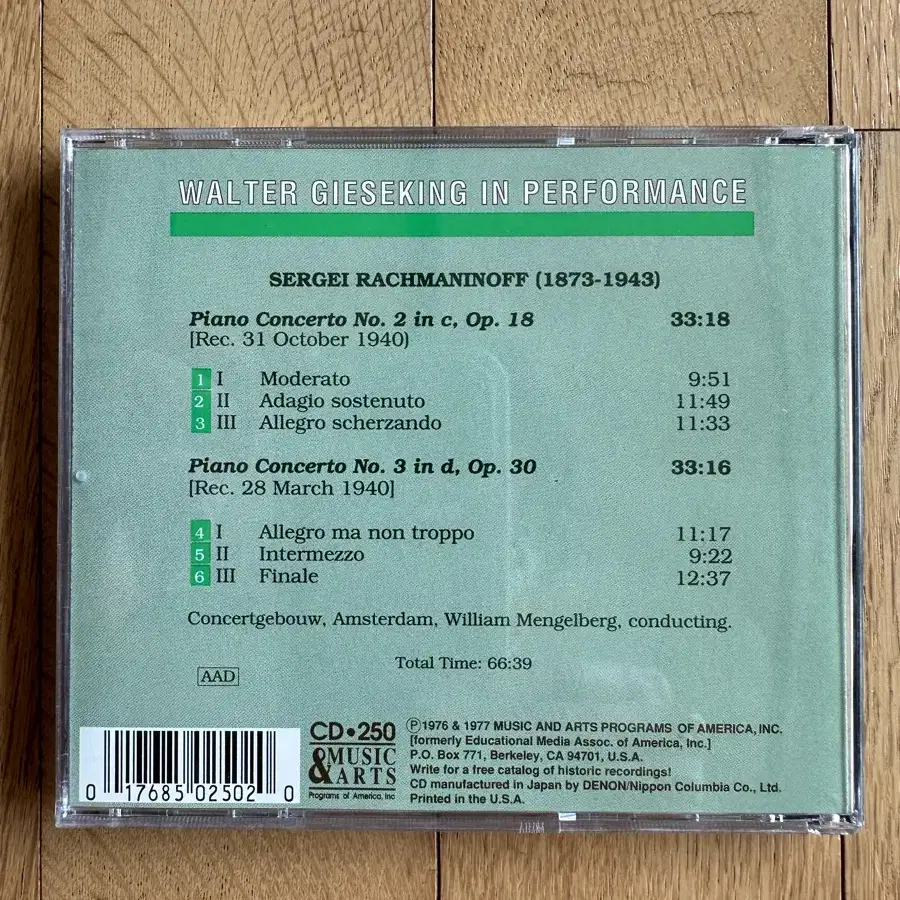 WALTER GIESEKING IN PERFORMANCE
SERGEI RACHMANINOFF (1873-1943)
Piano Concerto No. 2 in c, Op. 18 33:18
[Rec. 31 October 1940)
1 I Moderato 9:51
2 II Adagio sostenuto 11:49
3 III Allegro scherzando 11:33
Piano Concerto No. 3 in d, Op. 30 33:16
[Rec. 28 March 1940]
4 I Allegro ma non troppo 11:17
5 II Intermezzo 9:22
6 III Finale 12:37
Concertgebouw, Amsterdam, William Mengelberg, conducting.
Total Time: 66:39
AAD
0 17685 02502 0
CD•250
MUSIC
& ARTS
Programs of America, Inc
Ⓟ1976 & 1977 MUSIC AND ARTS PROGRAMS OF AMERICA, INC.
[formerly Educational Media Assoc. of America, Inc.]
P.O. Box 771, Berkeley, CA 94701, U.S.A.
Write for a free catalog of historic recordings!
CD manufactured in Japan by DENON/Nippon Columbia Co., Ltd.
Printed in the U.S.A.